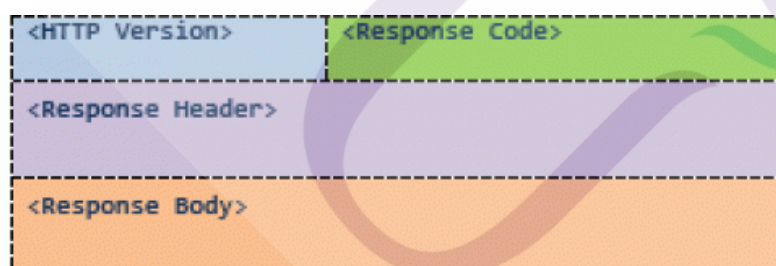 <HTTP Version> <Response Code>
<Response Header>
<Response Body>